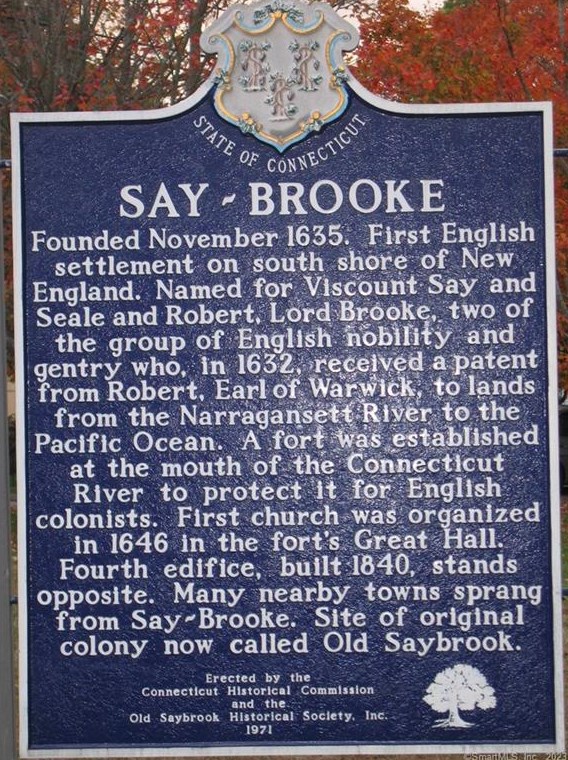 STATE OF CONNECTICUT
SAY-BROOKE
Founded November 1635. First English
settlement on south shore of New
England. Named for Viscount Say and
Seale and Robert, Lord Brooke, two of
the group of English nobility and
gentry who, in 1632, received a patent
from Robert, Earl of Warwick, to lands
from the Narragansett River to the
Pacific Ocean. A fort was established
at the mouth of the Connecticut
River to protect it for English
colonists. First church was organized
in 1646 in the fort's Great Hall.
Fourth edifice, built 1840, stands
opposite. Many nearby towns sprang
from Say-Brooke. Site of original
colony now called Old Saybrook.
Erected by the
Connecticut Historical Commission
and the
Old Saybrook Historical Society, Inc.
1971
©SmartMLS, Inc. 2023